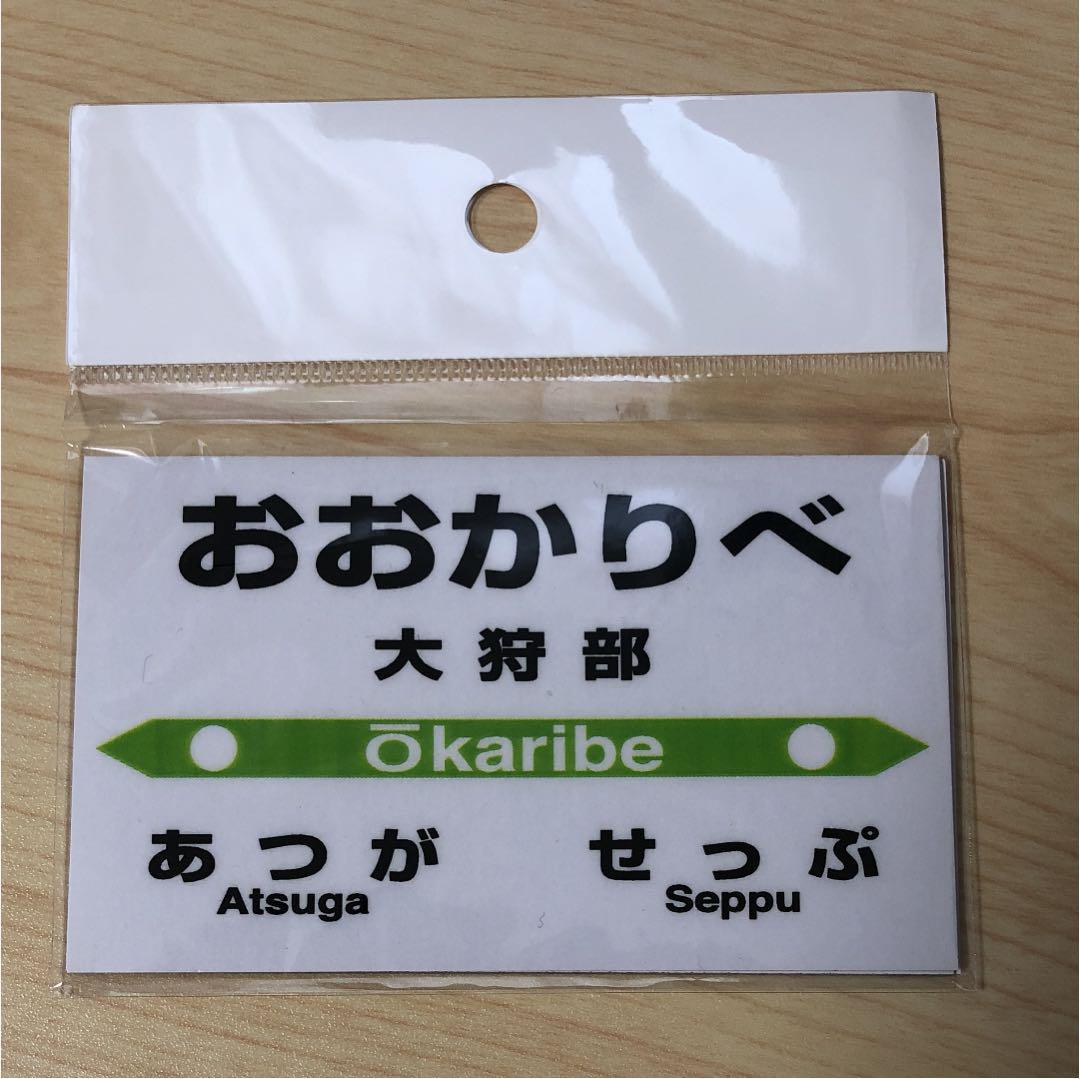 おおかりべ
大狩部
Ōkaribe
あつが せっぷ
Atsuga Seppu